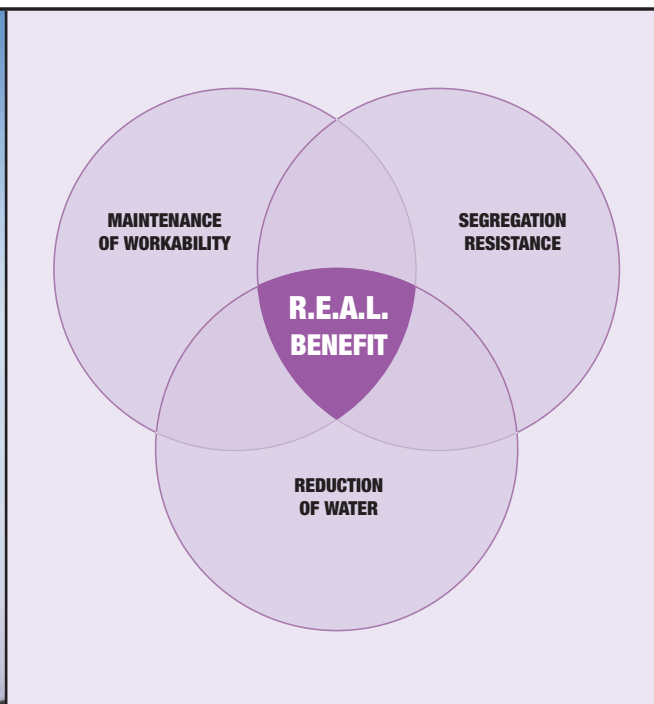 MAINTENANCE
OF WORKABILITY
SEGREGATION
RESISTANCE
R.E.A.L.
BENEFIT
REDUCTION
OF WATER